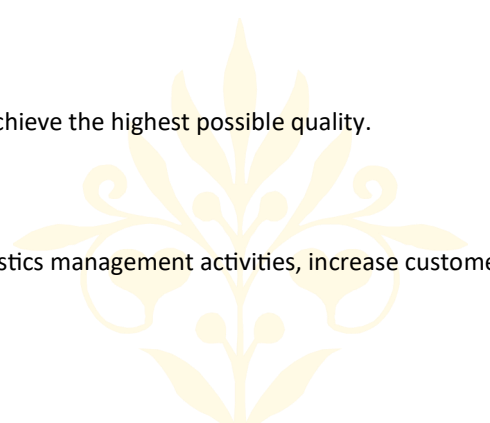 chieve the highest possible quality.
stics management activities, increase custome